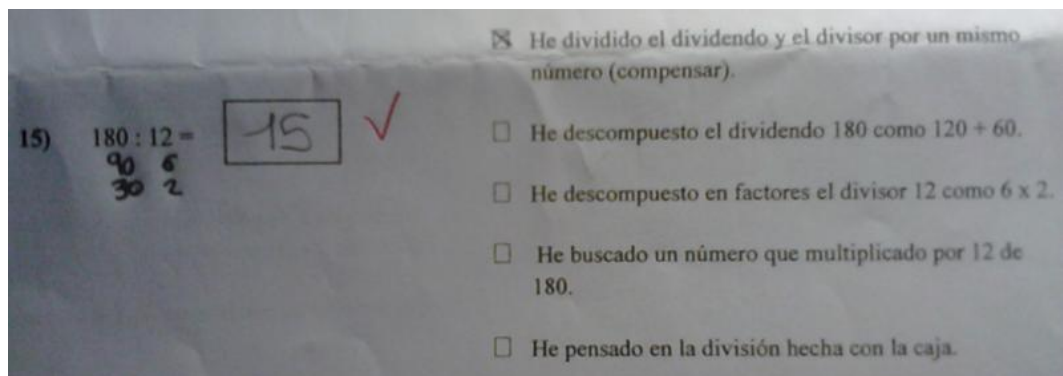 ☒ He dividido el dividendo y el divisor por un mismo
número (compensar).
15) 180 : 12 = 15 ✓
90 6
30 2
☐ He descompuesto el dividendo 180 como 120 + 60.
☐ He descompuesto en factores el divisor 12 como 6 x 2.
☐ He buscado un número que multiplicado por 12 de
180.
☐ He pensado en la división hecha con la caja.